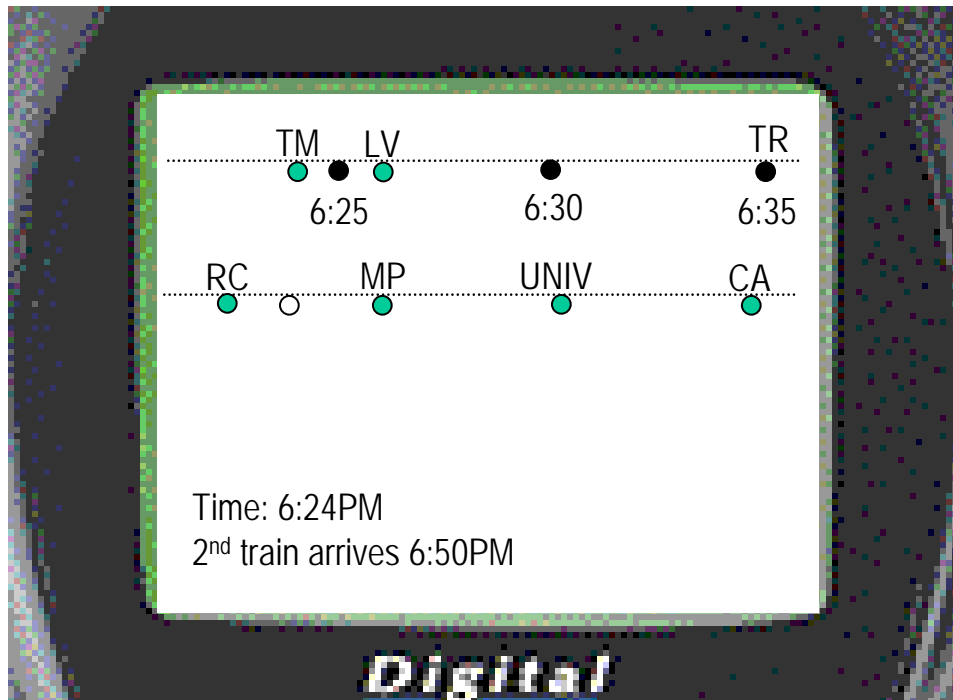 TM LV TR
6:25 6:30 6:35
RC MP UNIV CA
Time: 6:24PM
2nd train arrives 6:50PM
Digital